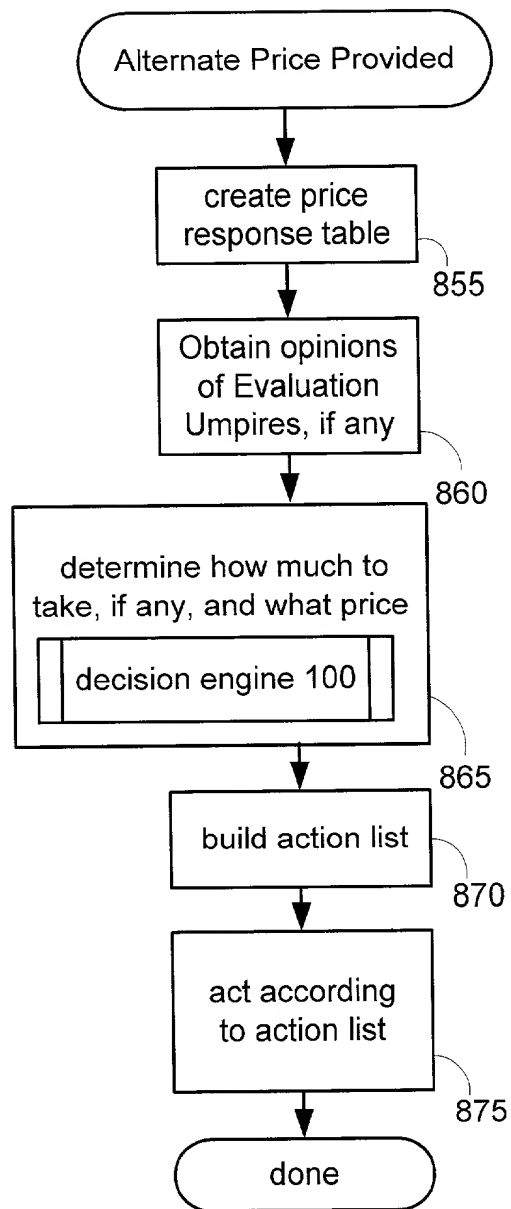 Alternate Price Provided
create price
response table
855
Obtain opinions
of Evaluation
Umpires, if any
860
determine how much to
take, if any, and what price
decision engine 100
865
build action list
870
act according
to action list
875
done